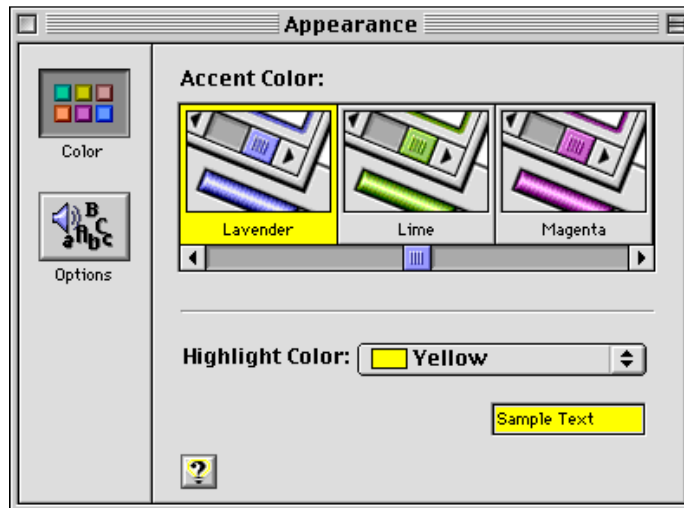 Appearance
Color
B
C
a A b c
Options
Accent Color:
Lavender
Lime
Magenta
Highlight Color:
Yellow
Sample Text
?